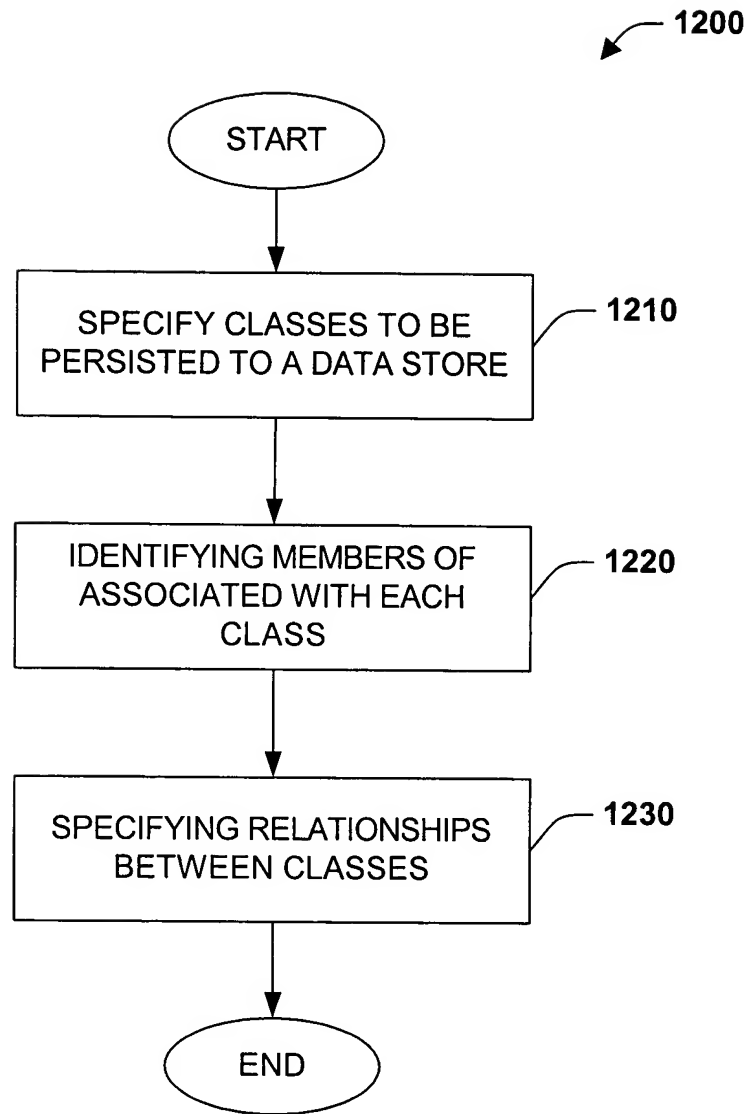 1200
START
SPECIFY CLASSES TO BE
PERSISTED TO A DATA STORE
1210
IDENTIFYING MEMBERS OF
ASSOCIATED WITH EACH
CLASS
1220
SPECIFYING RELATIONSHIPS
BETWEEN CLASSES
1230
END